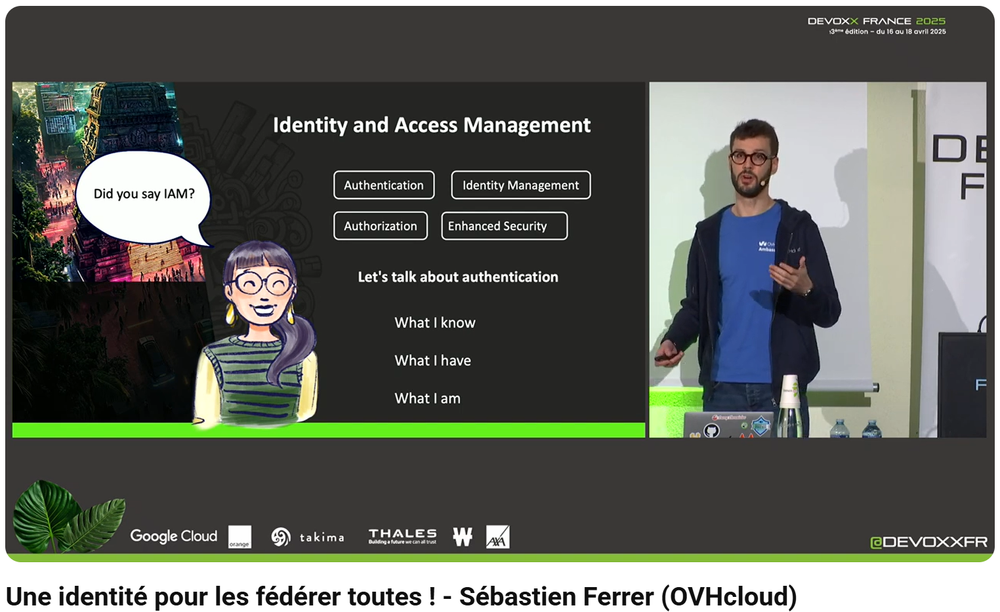 DEVOXX FRANCE 2025
13ème édition – du 16 au 18 avril 2025
Identity and Access Management
Did you say IAM?
Authentication
Identity Management
Authorization
Enhanced Security
Let's talk about authentication
What I know
What I have
What I am
DE
F
Google Cloud
orange
takima
THALES
Building a future we can all trust
W
AXA
@DEVOXXFR
Une identité pour les fédérer toutes ! - Sébastien Ferrer (OVHcloud)